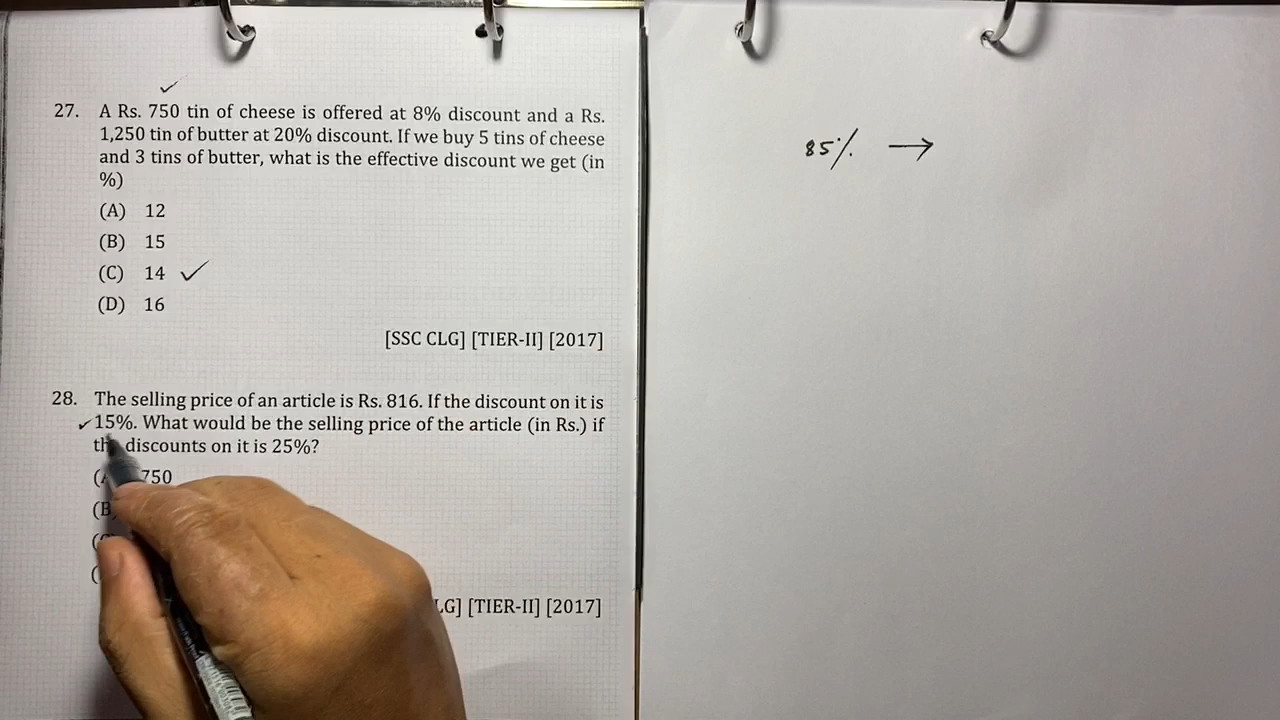 27. A Rs. 750 tin of cheese is offered at 8% discount and a Rs.
1,250 tin of butter at 20% discount. If we buy 5 tins of cheese
and 3 tins of butter, what is the effective discount we get (in
%)
(A) 12
(B) 15
(C) 14 ✓
(D) 16
[SSC CLG] [TIER-II] [2017]
28. The selling price of an article is Rs. 816. If the discount on it is
✓15%. What would be the selling price of the article (in Rs.) if
discounts on it is 25%?
750
(B
LG] [TIER-II] [2017]
85% →